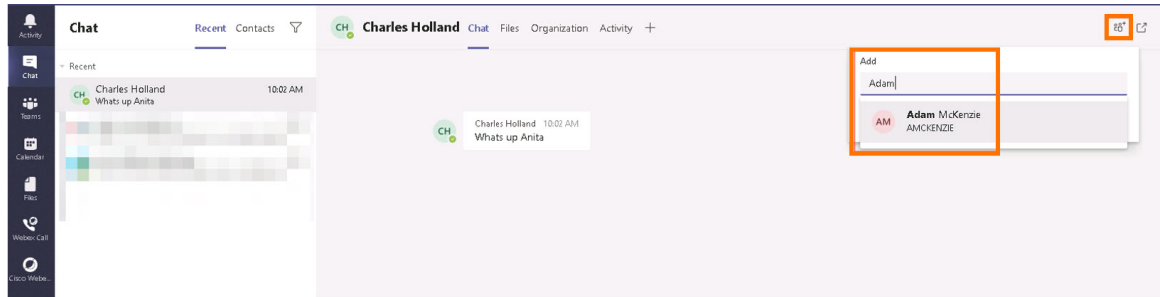 Activity
Chat
Teams
Calendar
Files
Webex Call
Cisco Webe...
Chat Recent Contacts
Recent
CH Charles Holland 10:02 AM
Whats up Anita
CH Charles Holland Chat Files Organization Activity +
CH Charles Holland 10:02 AM
Whats up Anita
Add
Adam
AM Adam McKenzie
AMCKENZIE